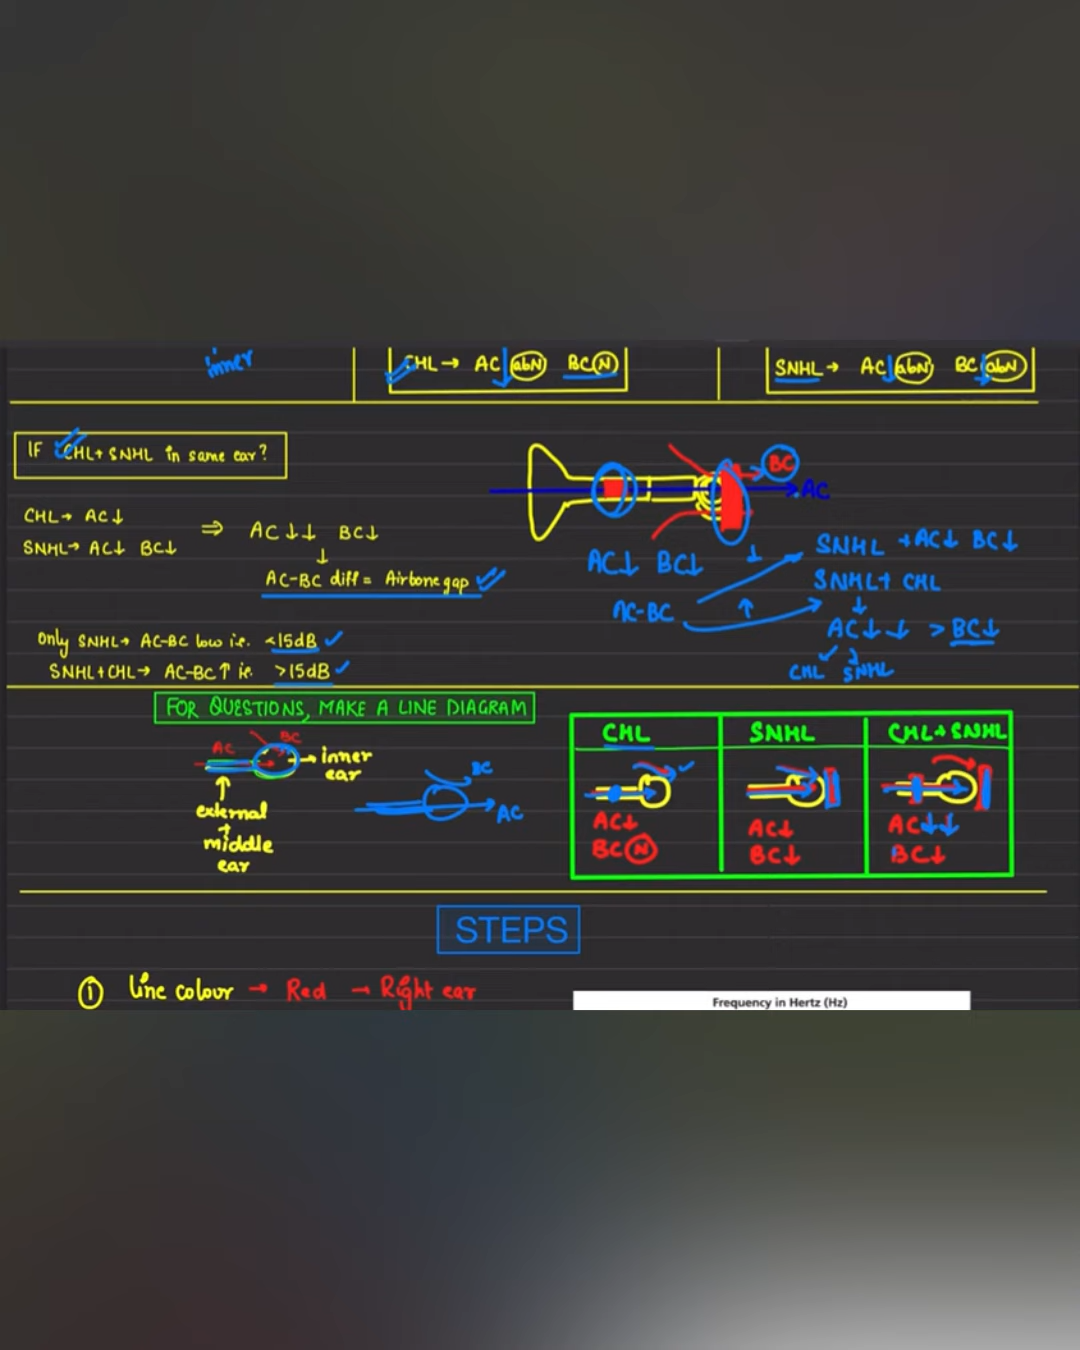 inner
CHL → AC↓ abN BC N
SNHL → AC↓ abN BC↓ abN
IF CHL + SNHL in same ear?
CHL → AC↓
SNHL → AC↓ BC↓
⇒ AC↓↓ BC↓
↓
AC-BC diff = Airbone gap
Only SNHL → AC-BC low i.e. <15dB
SNHL+CHL → AC-BC↑ ie. >15dB
BC
AC
AC↓ BC↓
↓
SNHL → AC↓ BC↓
AC-BC
↑
SNHL + CHL
↓
AC↓↓ > BC↓
CHL SNHL
FOR QUESTIONS, MAKE A LINE DIAGRAM
AC BC
→ inner ear
↑
external
+
middle
ear
BC
AC
CHL SNHL CHL+SNHL
AC↓ AC↓ AC↓↓
BC N BC↓ BC↓
STEPS
① line colour → Red → Right ear
Frequency in Hertz (Hz)